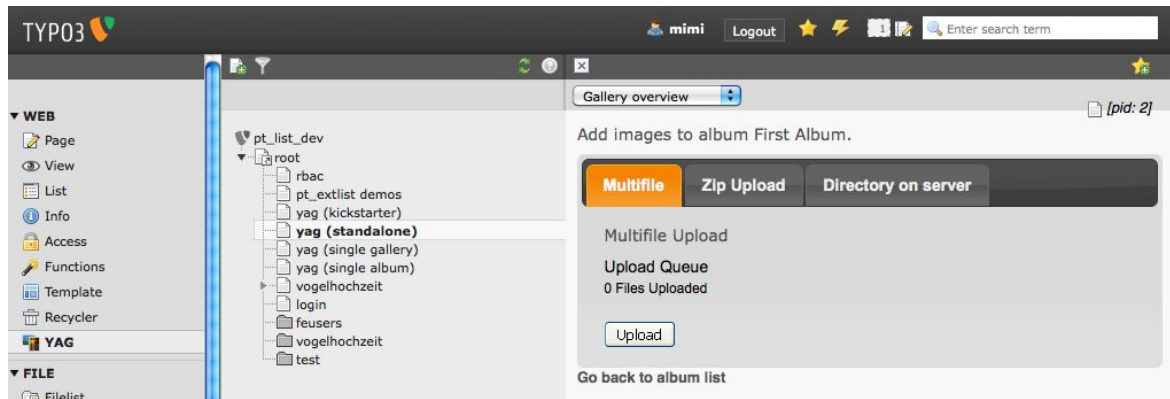 TYPO3
mimi
Logout
1
Enter search term
Gallery overview
[pid: 2]
WEB
Page
View
List
Info
Access
Functions
Template
Recycler
YAG
FILE
Filelist
pt_list_dev
root
rbac
pt_extlist demos
yag (kickstarter)
yag (standalone)
yag (single gallery)
yag (single album)
vogelhochzeit
login
feusers
vogelhochzeit
test
Add images to album First Album.
Multifile
Zip Upload
Directory on server
Multifile Upload
Upload Queue
0 Files Uploaded
Upload
Go back to album list